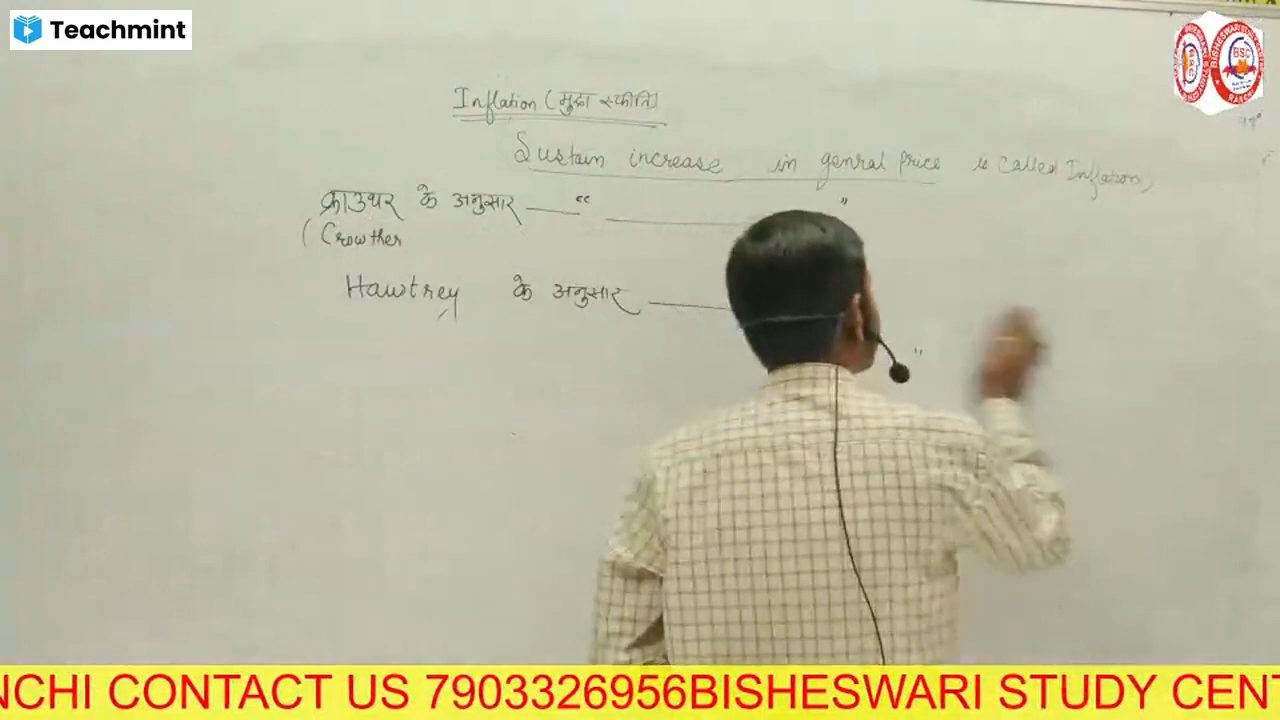 Teachmint
BSC
Inflation (मुद्रा स्फीति)
Sustain increase in genral price is called Inflation)
क्राउथर के अनुसार — “ — "
( Crowther
Hawtrey के अनुसार —
"
NCHI CONTACT US 7903326956BISHESWARI STUDY CENT